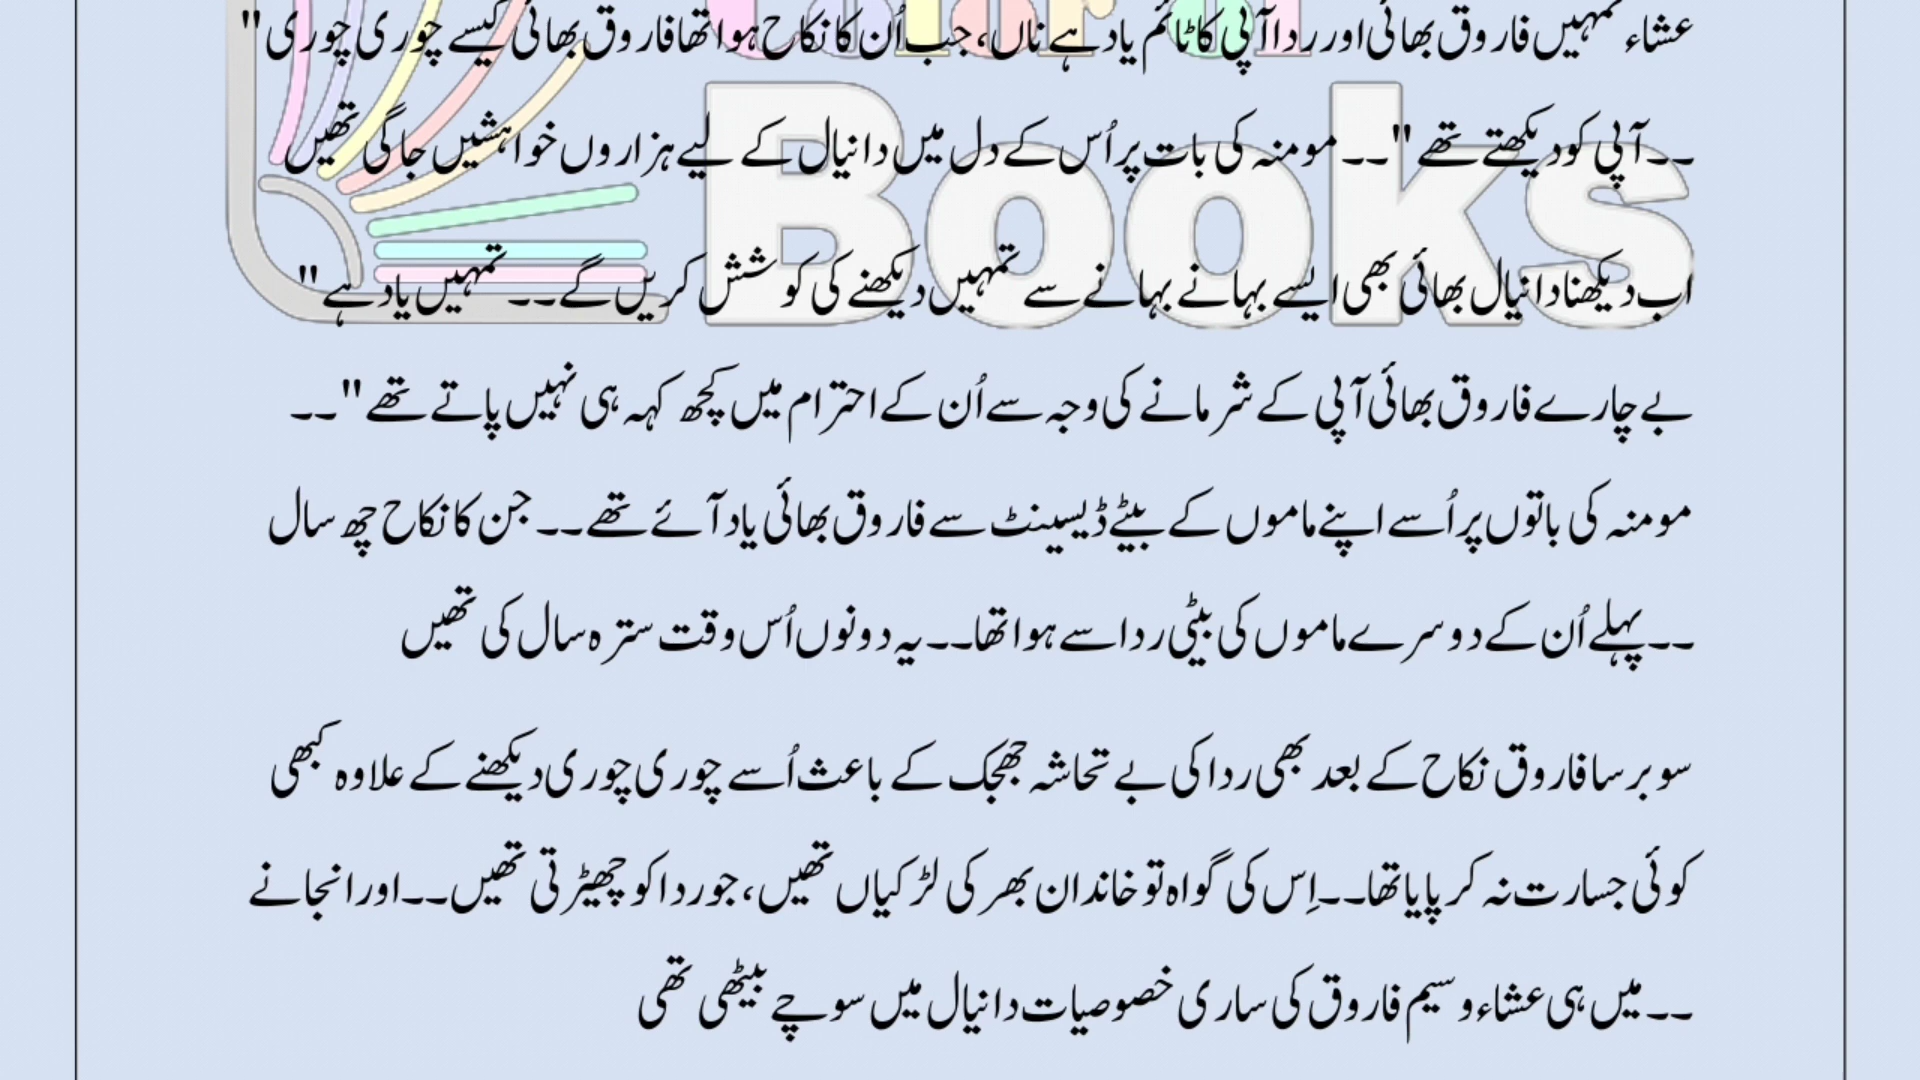 عشاء تمہیں فاروق بھائی اور ردا آپی کا ٹائم یاد ہے ناں، جب اُن کا نکاح ہوا تھا فاروق بھائی کیسے چوری چوری"
۔۔ آپی کو دیکھتے تھے "۔۔ مومنہ کی بات پر اُس کے دل میں دانیال کے لیے ہزاروں خواہشیں جاگی تھیں
اب دیکھنا دانیال بھائی بھی ایسے بہانے بہانے سے تمہیں دیکھنے کی کوشش کریں گے۔۔ تمہیں یاد ہے"
بے چارے فاروق بھائی آپی کے شرمانے کی وجہ سے اُن کے احترام میں کچھ کہہ ہی نہیں پاتے تھے"۔۔
مومنہ کی باتوں پر اُسے اپنے ماموں کے بیٹے ڈیسینٹ سے فاروق بھائی یاد آئے تھے۔۔ جن کا نکاح چھ سال
۔۔ پہلے اُن کے دوسرے ماموں کی بیٹی ردا سے ہوا تھا۔۔ یہ دونوں اُس وقت سترہ سال کی تھیں
سوبر سا فاروق نکاح کے بعد بھی ردا کی بے تحاشہ جھجک کے باعث اُسے چوری چوری دیکھنے کے علاوہ کبھی
کوئی جسارت نہ کر پایا تھا۔۔ اِس کی گواہ تو خاندان بھر کی لڑکیاں تھیں، جو ردا کو چھیڑتی تھیں۔۔ اور انجانے
۔۔ میں ہی عشاء وسیم فاروق کی ساری خصوصیات دانیال میں سوچے بیٹھی تھی
Books